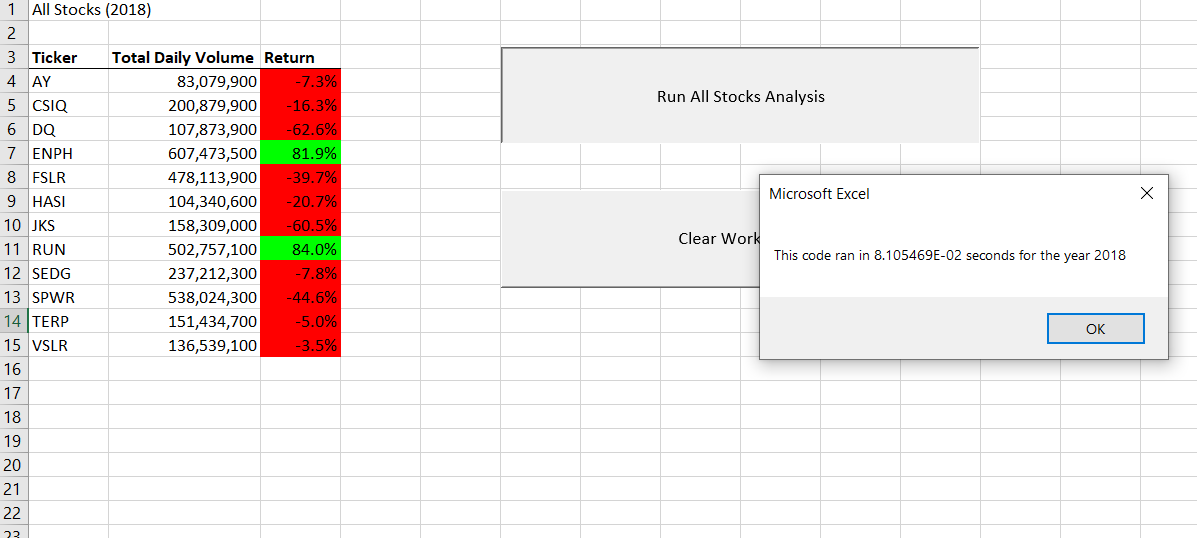 1 All Stocks (2018)
2
3 Ticker Total Daily Volume Return
4 AY 83,079,900 -7.3%
5 CSIQ 200,879,900 -16.3%
6 DQ 107,873,900 -62.6%
7 ENPH 607,473,500 81.9%
8 FSLR 478,113,900 -39.7%
9 HASI 104,340,600 -20.7%
10 JKS 158,309,000 -60.5%
11 RUN 502,757,100 84.0%
12 SEDG 237,212,300 -7.8%
13 SPWR 538,024,300 -44.6%
14 TERP 151,434,700 -5.0%
15 VSLR 136,539,100 -3.5%
16
17
18
19
20
21
22
23
Run All Stocks Analysis
Clear Work
Microsoft Excel
This code ran in 8.105469E-02 seconds for the year 2018
OK